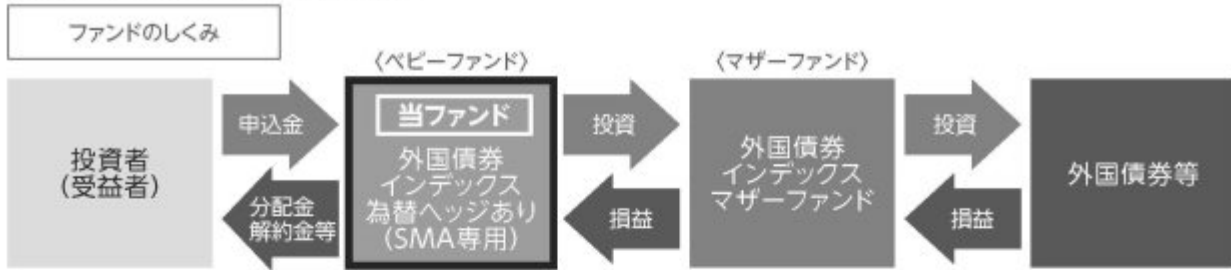 ファンドのしくみ
〈ベビーファンド〉
〈マザーファンド〉
投資者
(受益者)
申込金
分配金
解約金等
当ファンド
外国債券
インデックス
為替ヘッジあり
(SMA専用)
投資
損益
外国債券
インデックス
マザーファンド
投資
損益
外国債券等